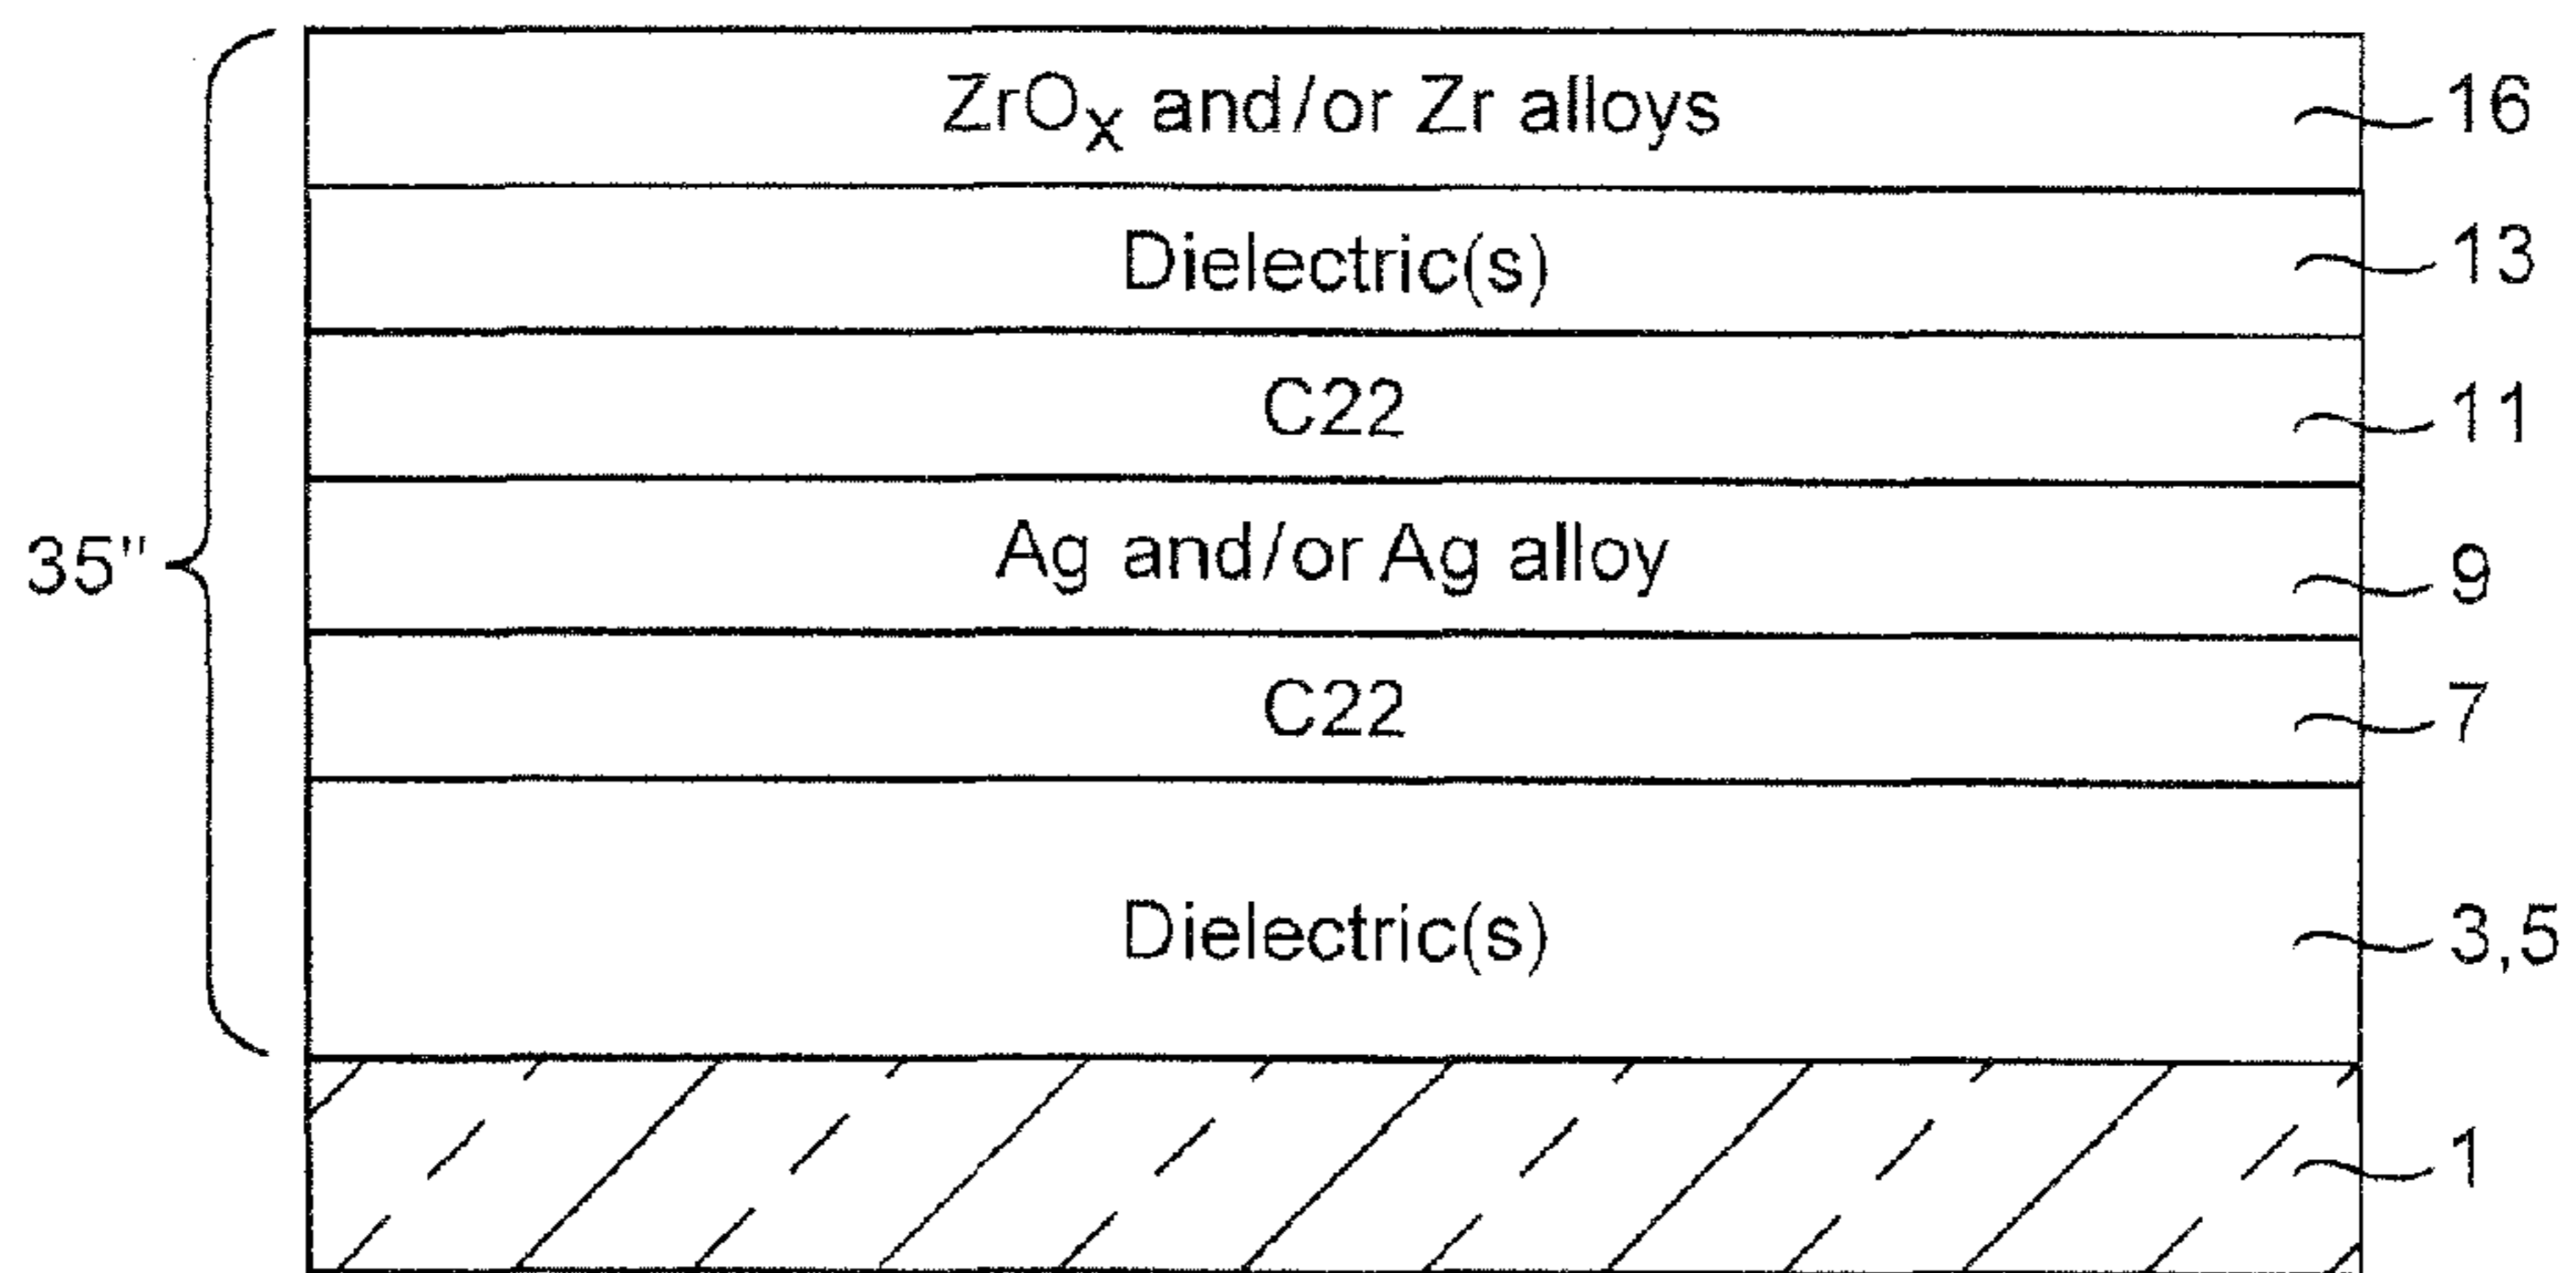 ZrOx and/or Zr alloys 16
Dielectric(s) 13
C22 11
Ag and/or Ag alloy 9
35"
C22 7
Dielectric(s) 3,5
1